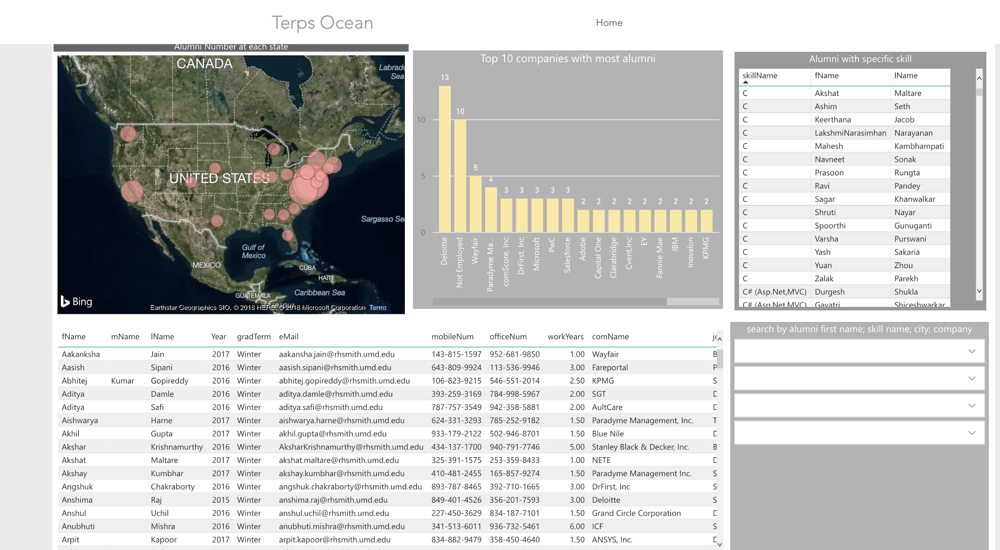 Terps Ocean
Home
Alumni Number at each state
CANADA
Labrado
Sea
UNITED STATES
Sargasso Se
Gulf of
Mexico
MEXICO
CUBA
HAITI
Caribbean Sea
GUATEMALA
Bing
Earthstar Geographics SIO, © 2018 HERE, © 2018 Microsoft Corporation Terms
Top 10 companies with most alumni
13
10
5
4
3
3
3
3
3
2
2
2
2
2
2
2
2
2
10
5
0
Deloitte
Not Employed
Wayfair
Paradyme Ma...
comScore, Inc
DrFirst, Inc
Microsoft
PwC
Salesforce
Adobe
Capital One
Clarabridge
Cvent,Inc
EY
Fannie Mae
IBM
Inovalon
KPMG
Alumni with specific skill
skillName fName lName
C Akshat Maltare
C Ashim Seth
C Keerthana Jacob
C LakshmiNarasimhan Narayanan
C Mahesh Kambhampati
C Navneet Sonak
C Prasoon Rungta
C Ravi Pandey
C Sagar Khanwalkar
C Shruti Nayar
C Spoorthi Gunuganti
C Varsha Purswani
C Yash Sakaria
C Yuan Zhou
C Zalak Parekh
C# (Asp.Net,MVC) Durgesh Shukla
C# (Asp.Net,MVC) Gayatri Shiceshwarkar
fName mName lName Year gradTerm eMail mobileNum officeNum workYears comName
Aakanksha Jain 2017 Winter aakansha.jain@rhsmith.umd.edu 143-815-1597 952-681-9850 1.00 Wayfair B
Aasish Sipani 2016 Winter aasish.sipani@rhsmith.umd.edu 643-809-9924 113-536-9946 3.00 Fareportal P
Abhitej Kumar Gopireddy 2016 Winter abhitej.gopireddy@rhsmith.umd.edu 106-823-9215 546-551-2014 2.50 KPMG S
Aditya Damle 2016 Winter aditya.damle@rhsmith.umd.edu 393-259-3169 784-998-5967 2.00 SGT D
Aditya Safi 2016 Winter aditya.safi@rhsmith.umd.edu 787-757-3549 942-358-5881 2.00 AultCare D
Aishwarya Harne 2017 Winter aishwarya.harne@rhsmith.umd.edu 624-331-3293 785-252-9182 1.50 Paradyme Management, Inc. T
Akhil Gupta 2017 Winter akhil.gupta@rhsmith.umd.edu 933-179-2122 502-946-8701 1.50 Blue Nile D
Akshar Krishnamurthy 2016 Winter AksharKrishnamurthy@rhsmith.umd.edu 434-137-1700 940-791-7746 5.00 Stanley Black & Decker, Inc. B
Akshat Maltare 2017 Winter akshat.maltare@rhsmith.umd.edu 325-391-1575 253-359-8433 1.00 NETE D
Akshay Kumbhar 2017 Winter akshay.kumbhar@rhsmith.umd.edu 410-481-2455 165-857-9274 1.50 Paradyme Management Inc. S
Angshuk Chakraborty 2016 Winter angshuk.chakraborty@rhsmith.umd.edu 893-787-8465 392-710-1665 3.00 DrFirst, Inc S
Anshima Raj 2015 Winter anshima.raj@rhsmith.umd.edu 849-401-4526 356-201-7593 3.00 Deloitte S
Anshul Uchil 2016 Winter anshul.uchil@rhsmith.umd.edu 227-450-3629 834-187-7101 1.50 Grand Circle Corporation D
Anubhuti Mishra 2016 Winter anubhuti.mishra@rhsmith.umd.edu 341-513-6011 936-732-5461 6.00 ICF S
Arpit Kapoor 2017 Winter arpit.kapoor@rhsmith.umd.edu 834-882-9479 358-450-4640 1.50 ANSYS, Inc. D
search by alumni first name; skill name; city; company